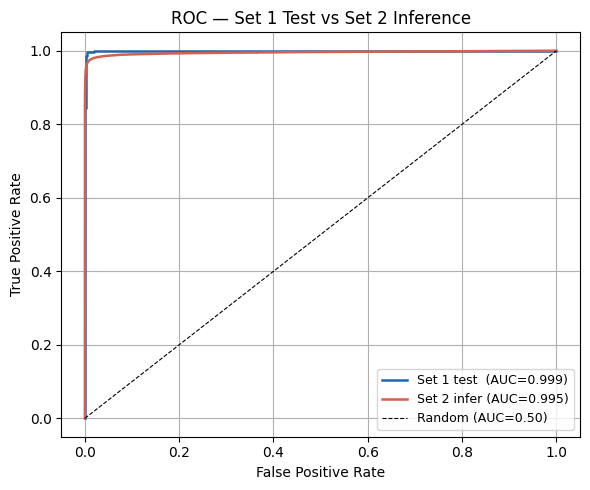 ROC — Set 1 Test vs Set 2 Inference
True Positive Rate
1.0
0.8
0.6
0.4
0.2
0.0
Set 1 test (AUC=0.999)
Set 2 infer (AUC=0.995)
Random (AUC=0.50)
0.0 0.2 0.4 0.6 0.8 1.0
False Positive Rate